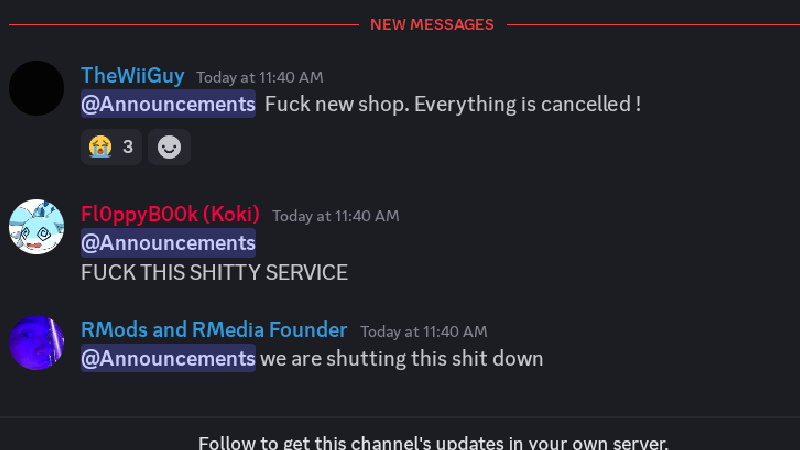 NEW MESSAGES
TheWiiGuy Today at 11:40 AM
@Announcements Fuck new shop. Everything is cancelled !
3
Fl0ppyB00k (Koki) Today at 11:40 AM
@Announcements
FUCK THIS SHITTY SERVICE
RMods and RMedia Founder Today at 11:40 AM
@Announcements we are shutting this shit down
Follow to get this channel's updates in your own server.